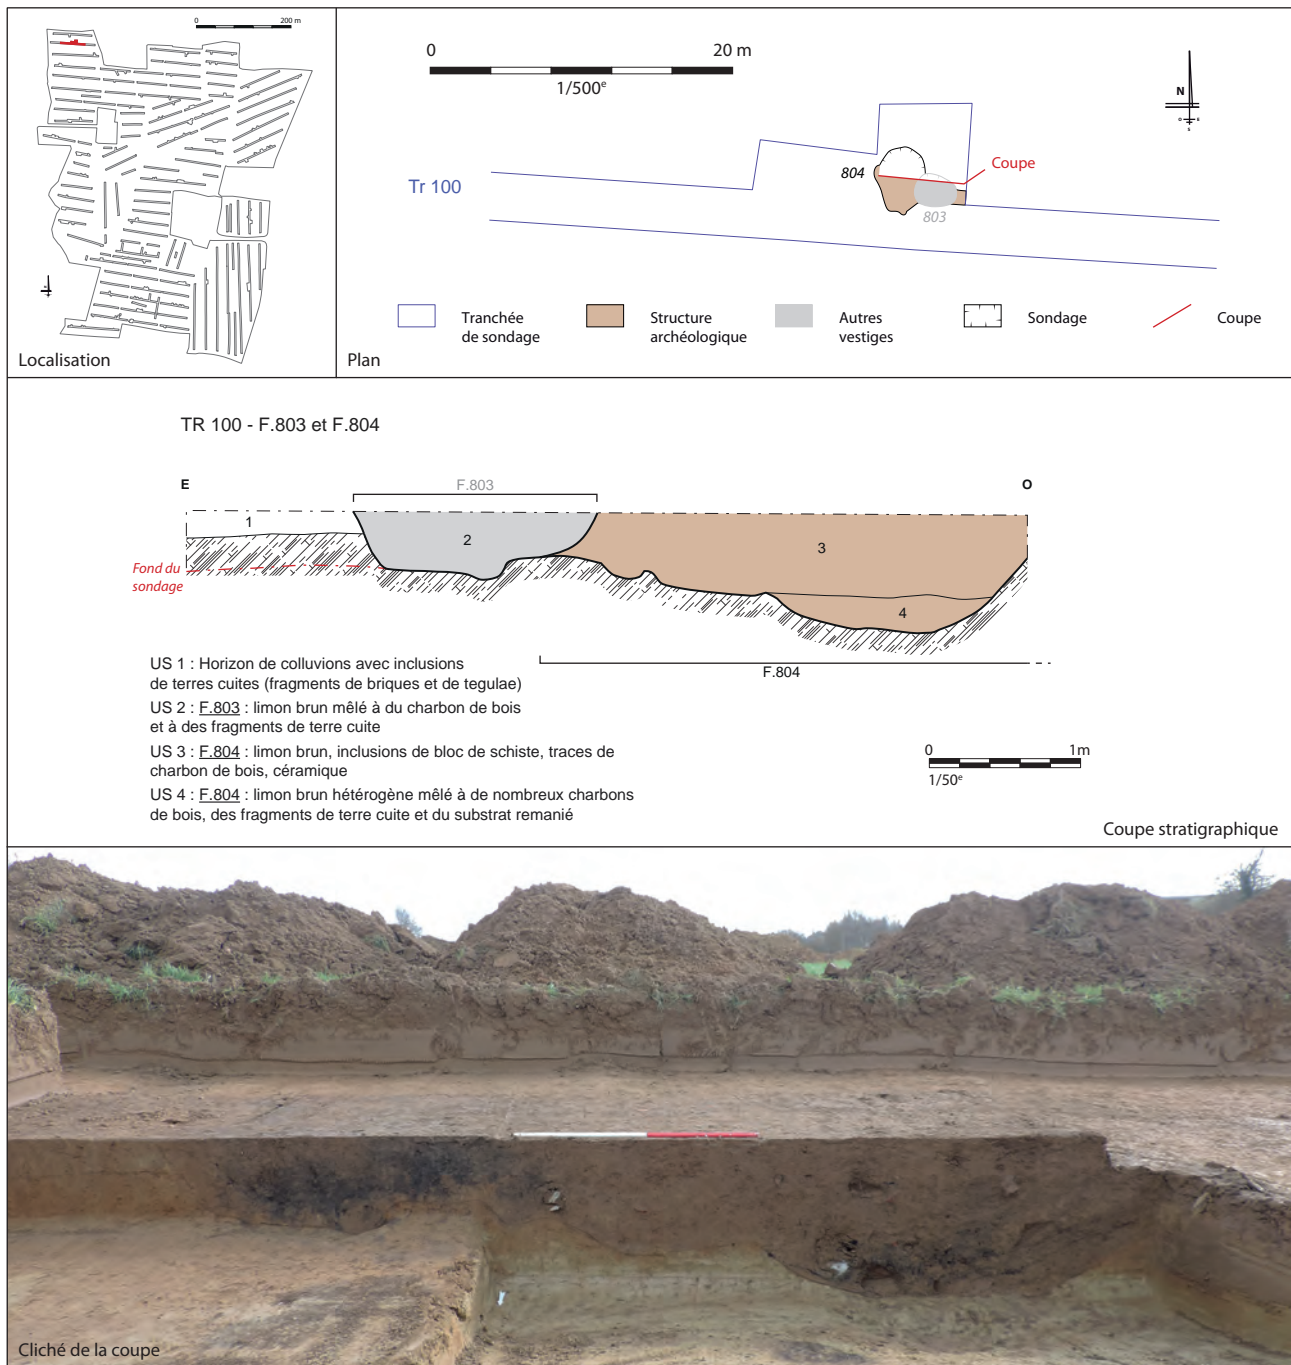 0
200 m
Localisation
0
20 m
1/500e
N
O
E
S
Tr 100
804
803
Coupe
Tranchée
de sondage
Structure
archéologique
Autres
vestiges
Sondage
Coupe
Plan
TR 100 - F.803 et F.804
E
F.803
O
1
2
3
4
Fond du
sondage
F.804
US 1 : Horizon de colluvions avec inclusions
de terres cuites (fragments de briques et de tegulae)
US 2 : F.803 : limon brun mêlé à du charbon de bois
et à des fragments de terre cuite
US 3 : F.804 : limon brun, inclusions de bloc de schiste, traces de
charbon de bois, céramique
US 4 : F.804 : limon brun hétérogène mêlé à de nombreux charbons
de bois, des fragments de terre cuite et du substrat remanié
0
1m
1/50e
Coupe stratigraphique
Cliché de la coupe